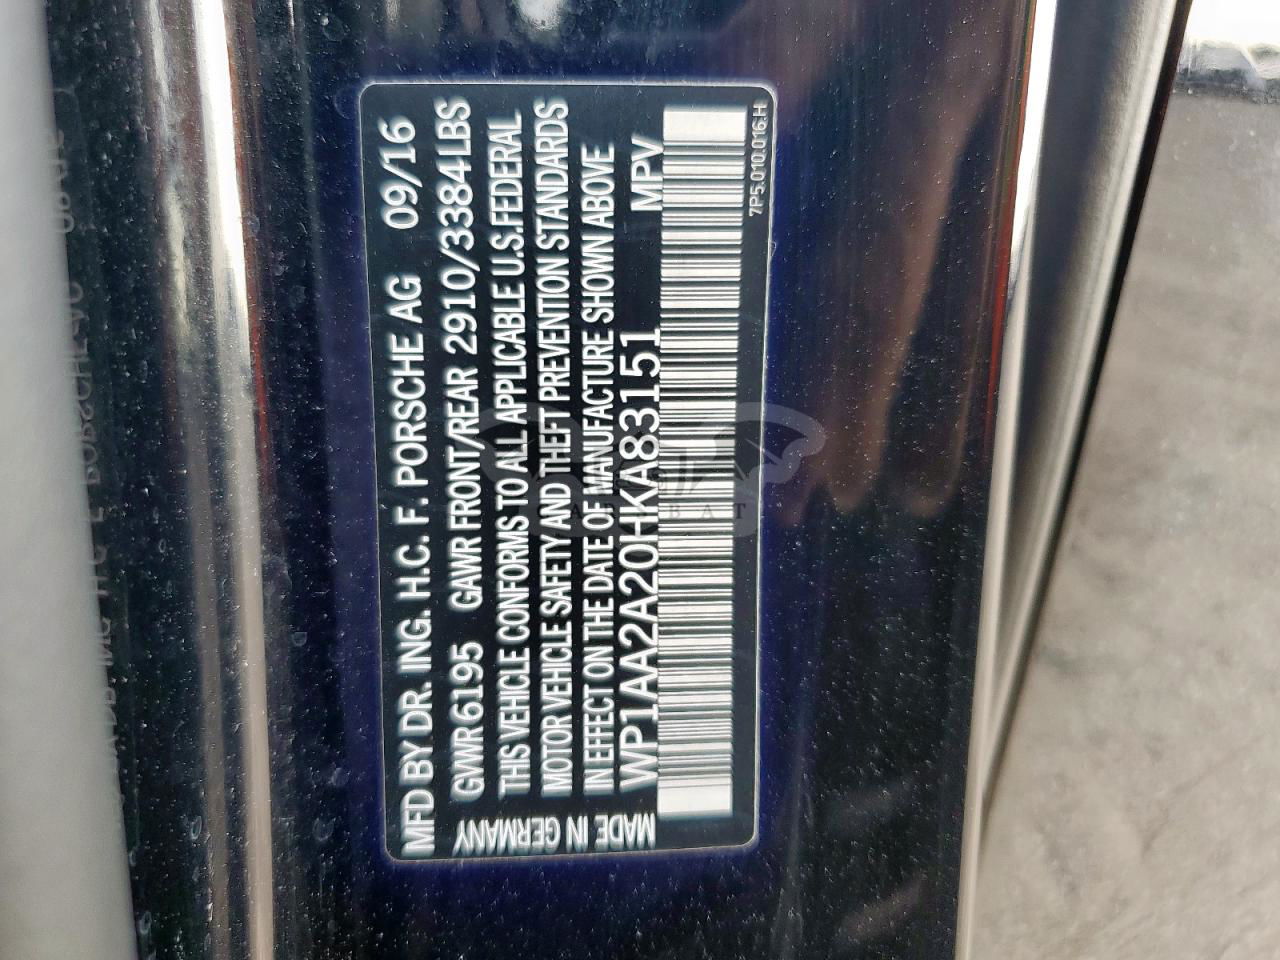 MFD BY DR. ING. H.C. F. PORSCHE AG 09/16
GVWR 6195 GAWR FRONT/REAR 2910/3384LBS
THIS VEHICLE CONFORMS TO ALL APPLICABLE U.S.FEDERAL
MOTOR VEHICLE SAFETY AND THEFT PREVENTION STANDARDS
IN EFFECT ON THE DATE OF MANUFACTURE SHOWN ABOVE
WP1AA2A20HKA83151 MPV
MADE IN GERMANY
7P5.010.016.H